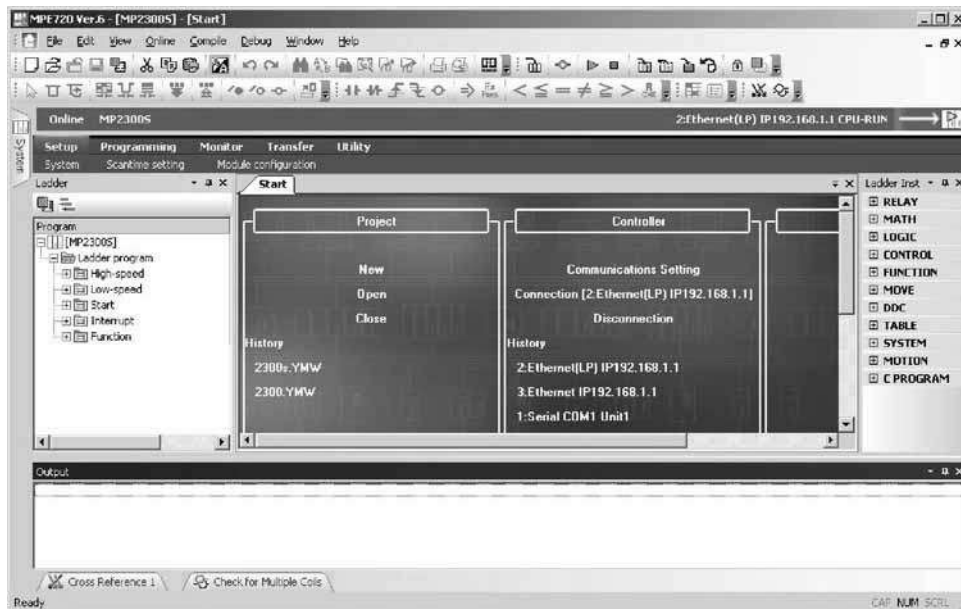 MPE720 Ver.6 - [MP2300S] - [Start]
File Edit View Online Compile Debug Window Help
Online MP2300S 2:Ethernet(LP) IP192.168.1.1 CPU-RUN
System
Setup Programming Monitor Transfer Utility
System Scantime setting Module configuration
Ladder
Program
[MP2300S]
Ladder program
High-speed
Low-speed
Start
Interrupt
Function
Start
Project
New
Open
Close
History
2300s.YMW
2300.YMW
Controller
Communications Setting
Connection [2:Ethernet(LP) IP192.168.1.1]
Disconnection
History
2:Ethernet(LP) IP192.168.1.1
3.Ethernet IP192.168.1.1
1:Serial COM1 Unit1
Ladder Inst
RELAY
MATH
LOGIC
CONTROL
FUNCTION
MOVE
DDC
TABLE
SYSTEM
MOTION
C PROGRAM
Output
Cross Reference 1 Check for Multiple Coils
Ready CAP NUM SCRL